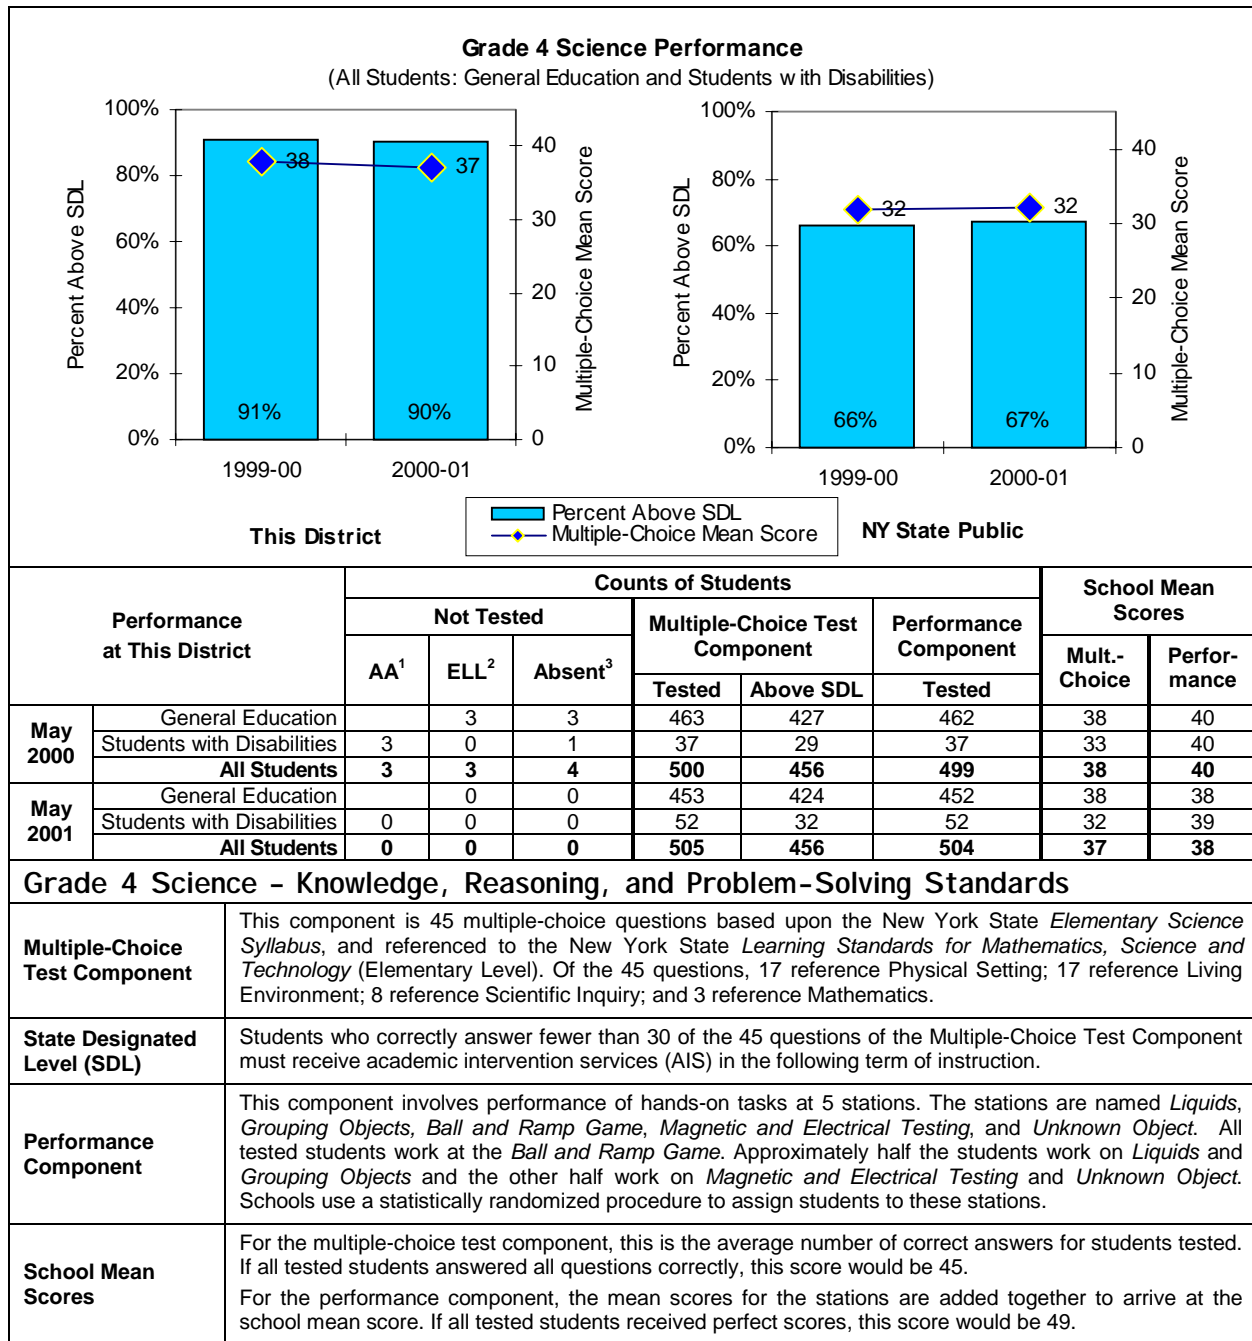 Grade 4 Science Performance
(All Students: General Education and Students with Disabilities)
100%
80%
60%
40%
20%
0%
Percent Above SDL
38
37
91%
90%
1999-00
2000-01
40
30
20
10
0
Multiple-Choice Mean Score
100%
80%
60%
40%
20%
0%
Percent Above SDL
32
32
66%
67%
1999-00
2000-01
40
30
20
10
0
Multiple-Choice Mean Score
This District
Percent Above SDL
Multiple-Choice Mean Score
NY State Public
Performance
at This District
Counts of Students
School Mean
Scores
Not Tested
Multiple-Choice Test
Component
Performance
Component
AA1 ELL2 Absent3
Mult.-
Choice
Perfor-
mance
Tested Above SDL Tested
May
2000
General Education 3 3 463 427 462 38 40
Students with Disabilities 3 0 1 37 29 37 33 40
All Students 3 3 4 500 456 499 38 40
May
2001
General Education 0 0 453 424 452 38 38
Students with Disabilities 0 0 0 52 32 52 32 39
All Students 0 0 0 505 456 504 37 38
Grade 4 Science – Knowledge, Reasoning, and Problem-Solving Standards
Multiple-Choice
Test Component
This component is 45 multiple-choice questions based upon the New York State Elementary Science
Syllabus, and referenced to the New York State Learning Standards for Mathematics, Science and
Technology (Elementary Level). Of the 45 questions, 17 reference Physical Setting; 17 reference Living
Environment; 8 reference Scientific Inquiry; and 3 reference Mathematics.
State Designated
Level (SDL)
Students who correctly answer fewer than 30 of the 45 questions of the Multiple-Choice Test Component
must receive academic intervention services (AIS) in the following term of instruction.
Performance
Component
This component involves performance of hands-on tasks at 5 stations. The stations are named Liquids,
Grouping Objects, Ball and Ramp Game, Magnetic and Electrical Testing, and Unknown Object. All
tested students work at the Ball and Ramp Game. Approximately half the students work on Liquids and
Grouping Objects and the other half work on Magnetic and Electrical Testing and Unknown Object.
Schools use a statistically randomized procedure to assign students to these stations.
School Mean
Scores
For the multiple-choice test component, this is the average number of correct answers for students tested.
If all tested students answered all questions correctly, this score would be 45.
For the performance component, the mean scores for the stations are added together to arrive at the
school mean score. If all tested students received perfect scores, this score would be 49.